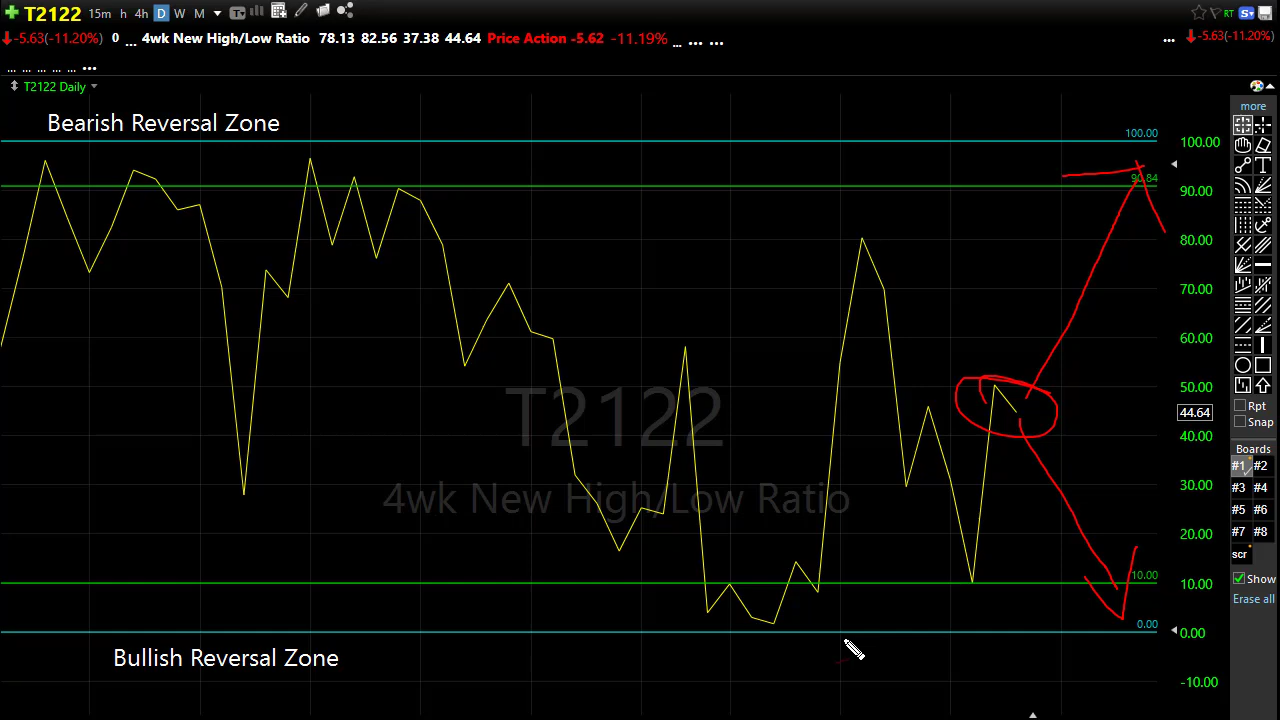 T2122 15m h 4h D W M T RT S
-5.63(-11.20%) 0 ... 4wk New High/Low Ratio 78.13 82.56 37.38 44.64 Price Action -5.62 -11.19% ... ... ... ... -5.63(-11.20%)
... ... ... ... ... ...
T2122 Daily more
Bearish Reversal Zone
100.00 100.00
90.84 90.00
80.00
70.00
60.00
50.00
T2122 44.64 Rpt
40.00 Snap
Boards
#1 #2
4wk New High/Low Ratio 30.00 #3 #4
#5 #6
20.00 #7 #8
scr
10.00 10.00 Show
Erase all
0.00 0.00
Bullish Reversal Zone
-10.00